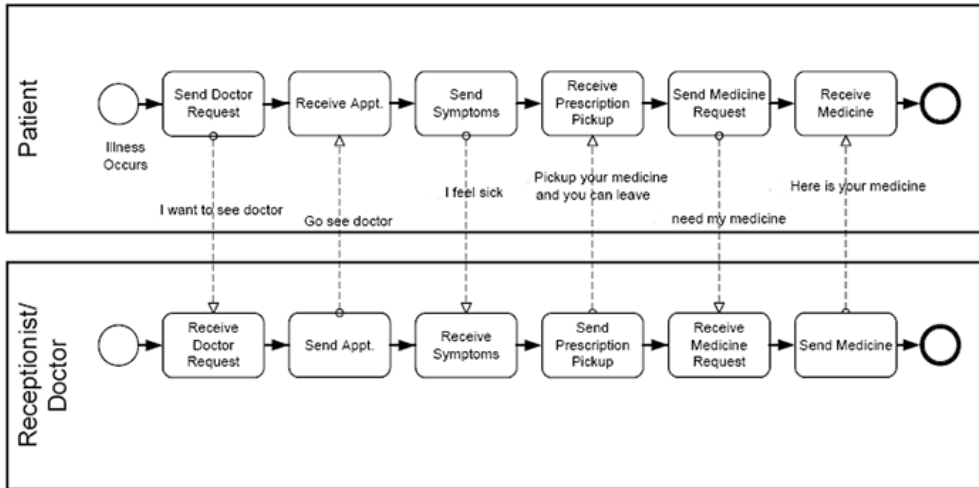 Patient
Send Doctor
Request
Receive Appt.
Send
Symptoms
Receive
Prescription
Pickup
Send Medicine
Request
Receive
Medicine
Illness
Occurs
I want to see doctor
Go see doctor
I feel sick
Pickup your medicine
and you can leave
need my medicine
Here is your medicine
Receptionist/
Doctor
Receive
Doctor
Request
Send Appt.
Receive
Symptoms
Send
Prescription
Pickup
Receive
Medicine
Request
Send Medicine